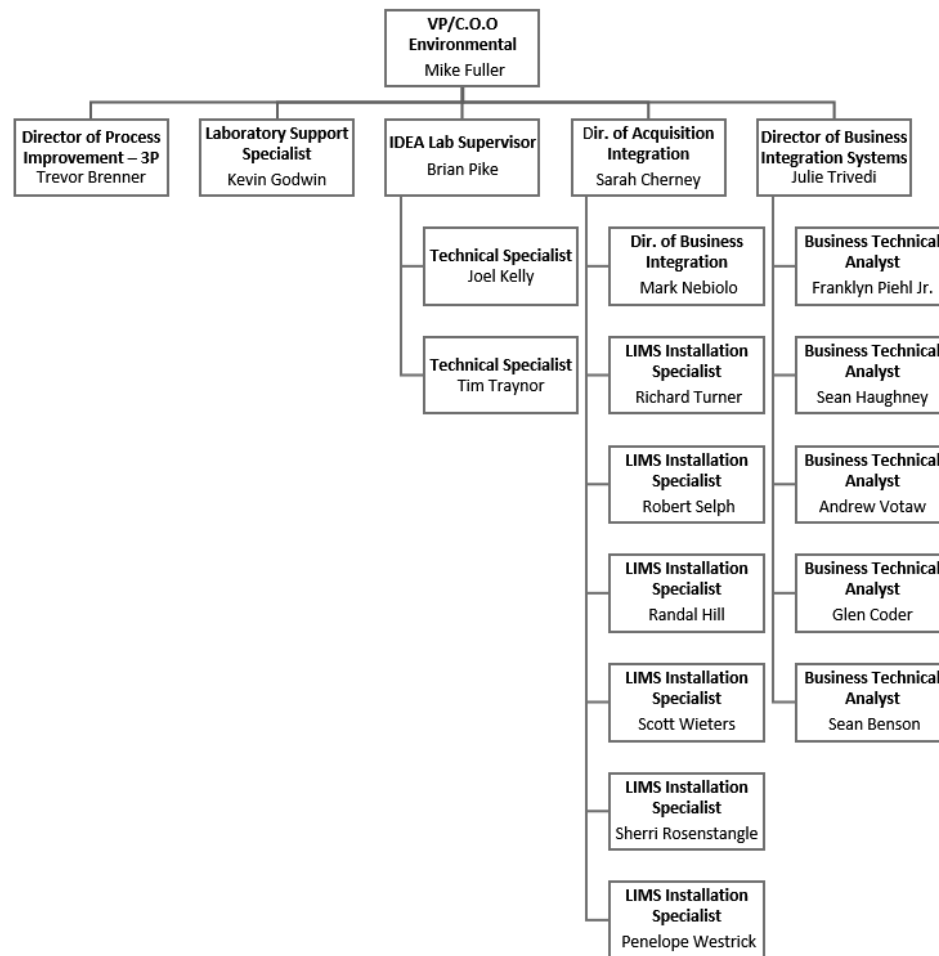 VP/C.O.O
Environmental
Mike Fuller
Director of Process
Improvement – 3P
Trevor Brenner
Laboratory Support
Specialist
Kevin Godwin
IDEA Lab Supervisor
Brian Pike
Dir. of Acquisition
Integration
Sarah Cherney
Director of Business
Integration Systems
Julie Trivedi
Technical Specialist
Joel Kelly
Technical Specialist
Tim Traynor
Dir. of Business
Integration
Mark Nebiolo
LIMS Installation
Specialist
Richard Turner
LIMS Installation
Specialist
Robert Selph
LIMS Installation
Specialist
Randal Hill
LIMS Installation
Specialist
Scott Wieters
LIMS Installation
Specialist
Sherri Rosenstangle
LIMS Installation
Specialist
Penelope Westrick
Business Technical
Analyst
Franklyn Piehl Jr.
Business Technical
Analyst
Sean Haughney
Business Technical
Analyst
Andrew Votaw
Business Technical
Analyst
Glen Coder
Business Technical
Analyst
Sean Benson